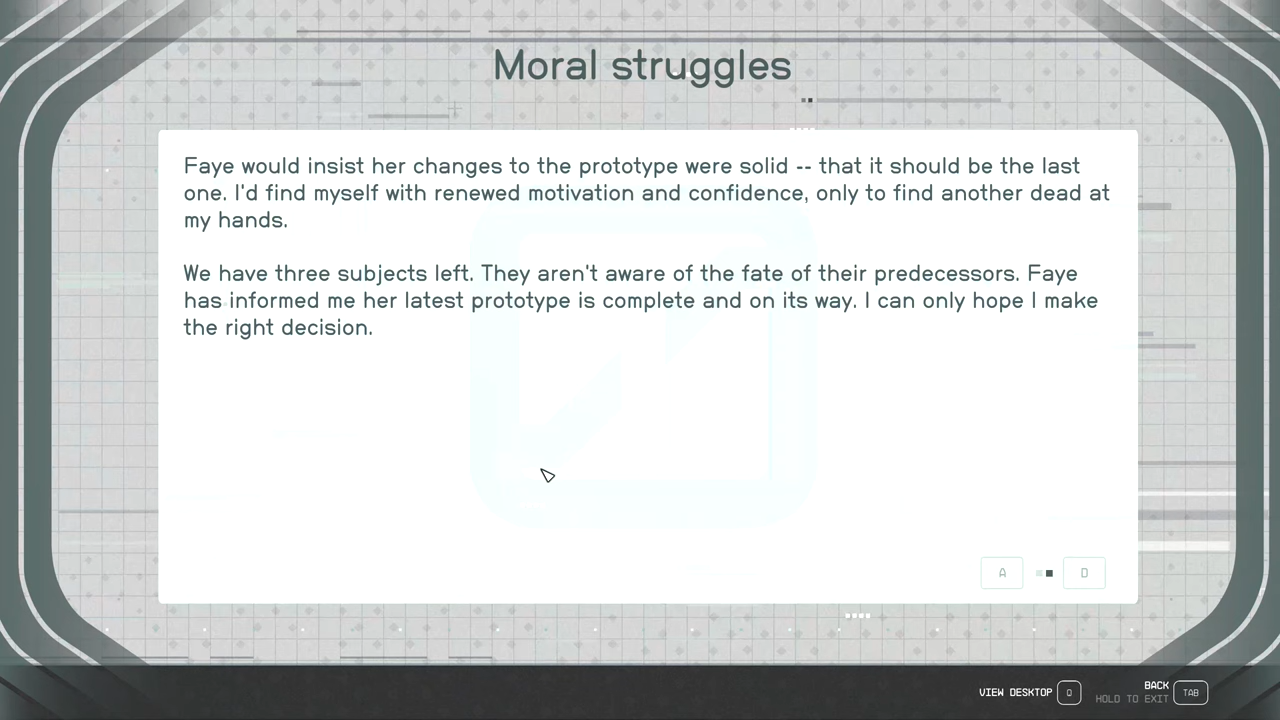 Moral struggles
Faye would insist her changes to the prototype were solid -- that it should be the last
one. I'd find myself with renewed motivation and confidence, only to find another dead at
my hands.
We have three subjects left. They aren't aware of the fate of their predecessors. Faye
has informed me her latest prototype is complete and on its way. I can only hope I make
the right decision.
A
D
VIEW DESKTOP Q
BACK
HOLD TO EXIT
TAB